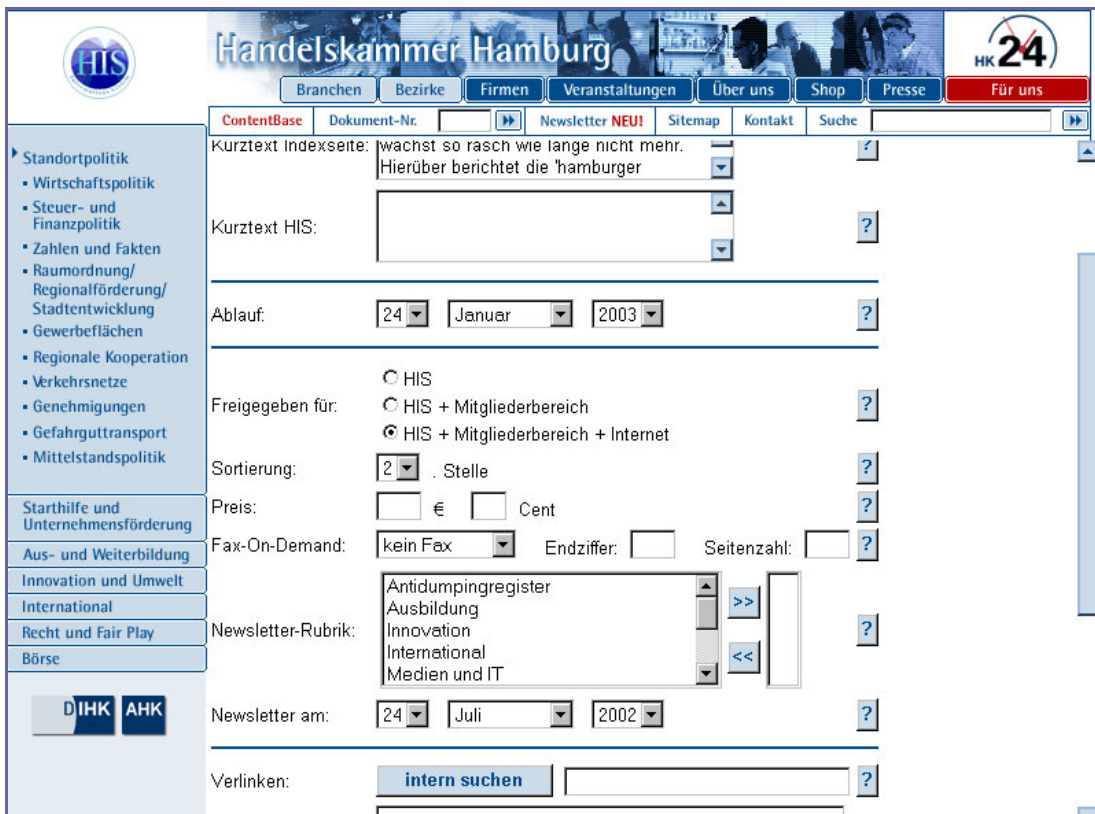 HIS
Handelskammer Hamburg
HK 24
Branchen Bezirke Firmen Veranstaltungen Über uns Shop Presse Für uns
ContentBase Dokument-Nr. Newsletter NEU! Sitemap Kontakt Suche
Standortpolitik
Wirtschaftspolitik
Steuer- und
Finanzpolitik
Zahlen und Fakten
Raumordnung/
Regionalförderung/
Stadtentwicklung
Gewerbeflächen
Regionale Kooperation
Verkehrsnetze
Genehmigungen
Gefahrguttransport
Mittelstandspolitik
Starthilfe und
Unternehmensförderung
Aus- und Weiterbildung
Innovation und Umwelt
International
Recht und Fair Play
Börse
DIHK AHK
Kurztext Indexseite: wächst so rasch wie lange nicht mehr. ?
Hierüber berichtet die 'hamburger
Kurztext HIS: ?
Ablauf: 24 Januar 2003 ?
HIS
Freigegeben für: HIS + Mitgliederbereich ?
HIS + Mitgliederbereich + Internet
Sortierung: 2 . Stelle ?
Preis: € Cent ?
Fax-On-Demand: kein Fax Endziffer: Seitenzahl: ?
Antidumpingregister
Ausbildung >>
Newsletter-Rubrik: Innovation ?
International <<
Medien und IT
Newsletter am: 24 Juli 2002 ?
Verlinken: intern suchen ?